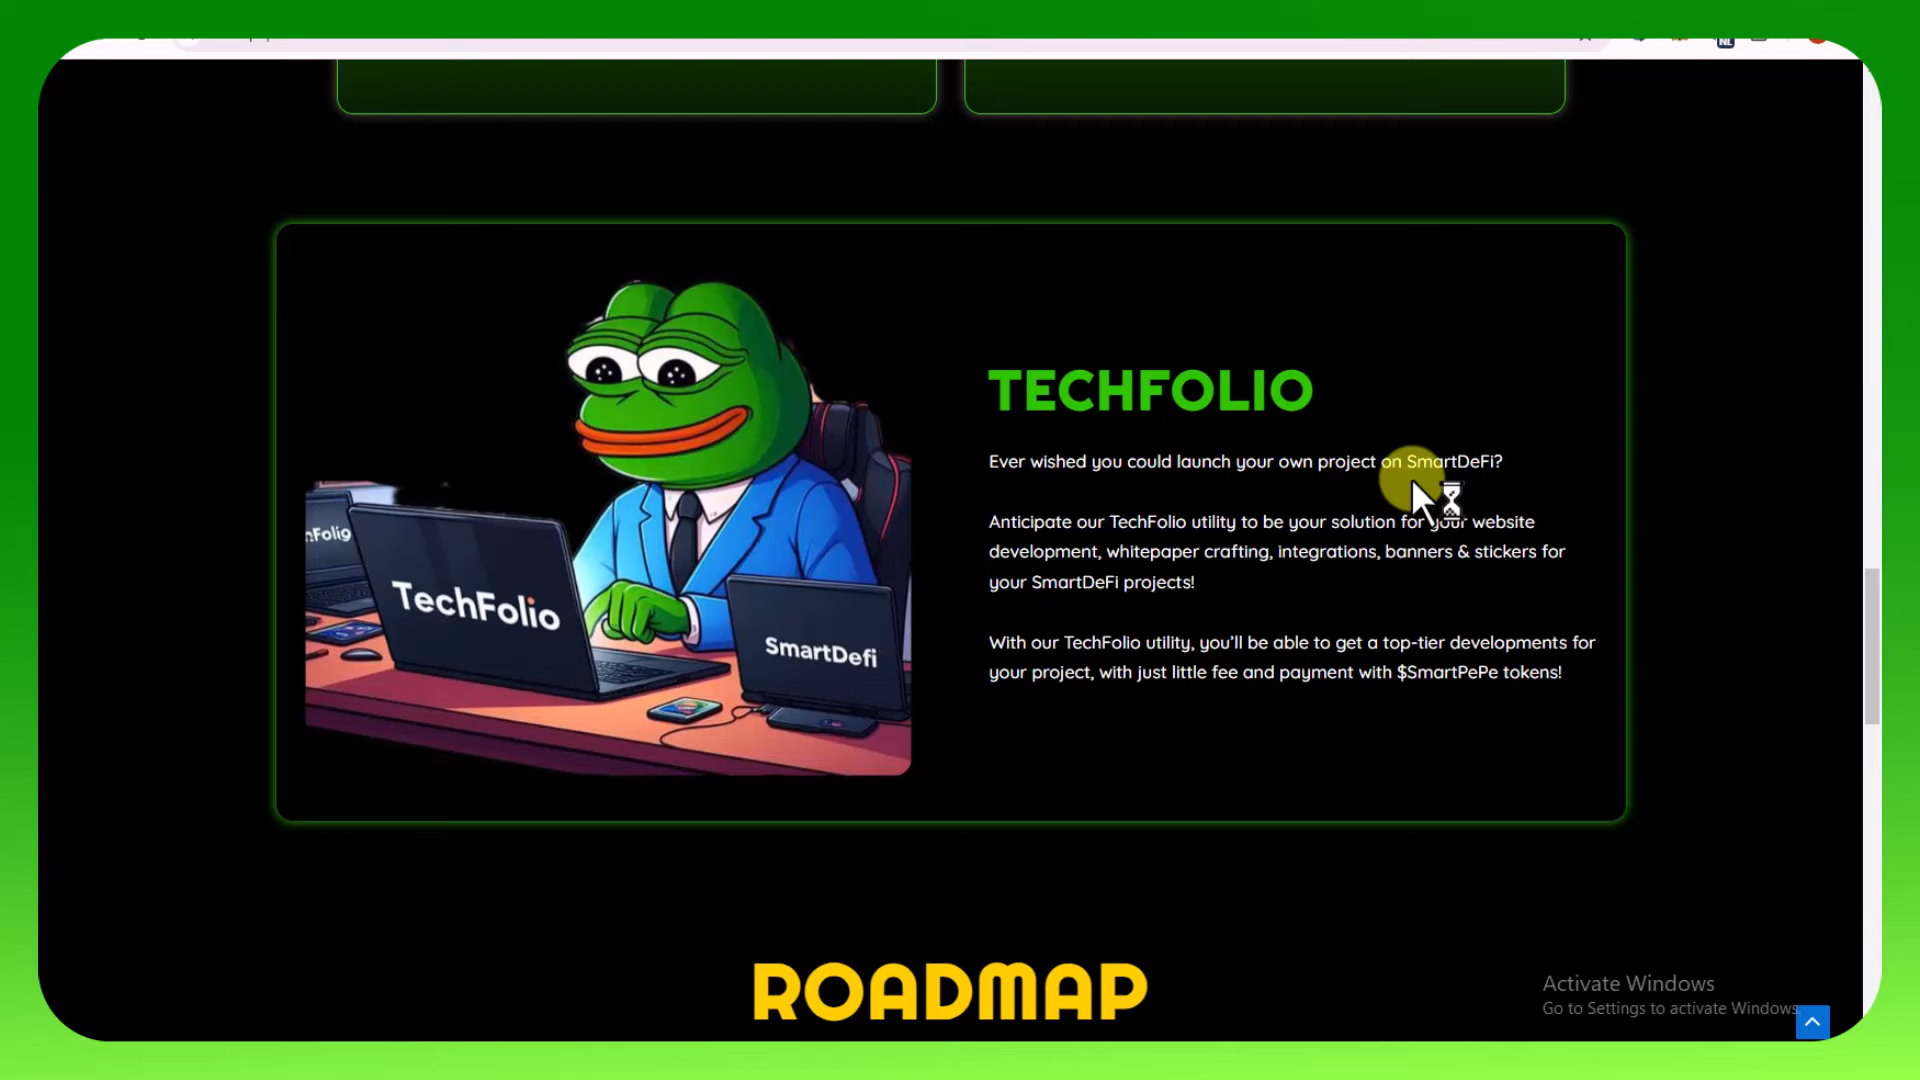 NL
TECHFOLIO
Ever wished you could launch your own project on SmartDeFi?
Anticipate our TechFolio utility to be your solution for your website
development, whitepaper crafting, integrations, banners & stickers for
your SmartDeFi projects!
With our TechFolio utility, you'll be able to get a top-tier developments for
your project, with just little fee and payment with $SmartPePe tokens!
hFolio
TechFolio
SmartDefi
ROADMAP
Activate Windows
Go to Settings to activate Windows.